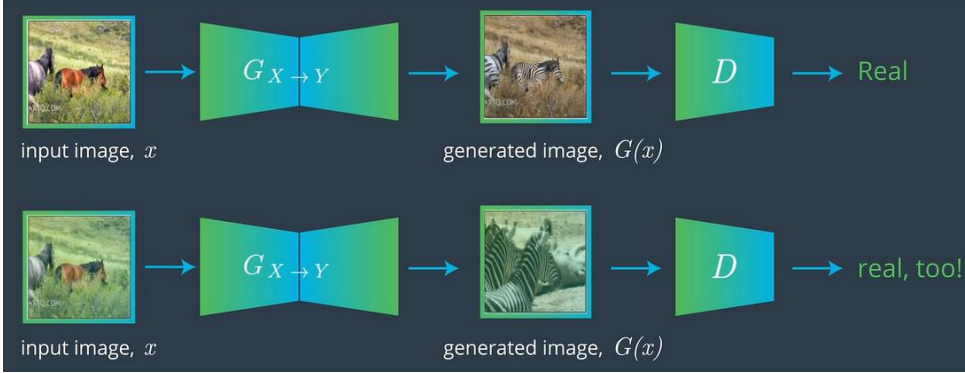 G X → Y
D
Real
input image, x
generated image, G(x)
G X → Y
D
real, too!
input image, x
generated image, G(x)